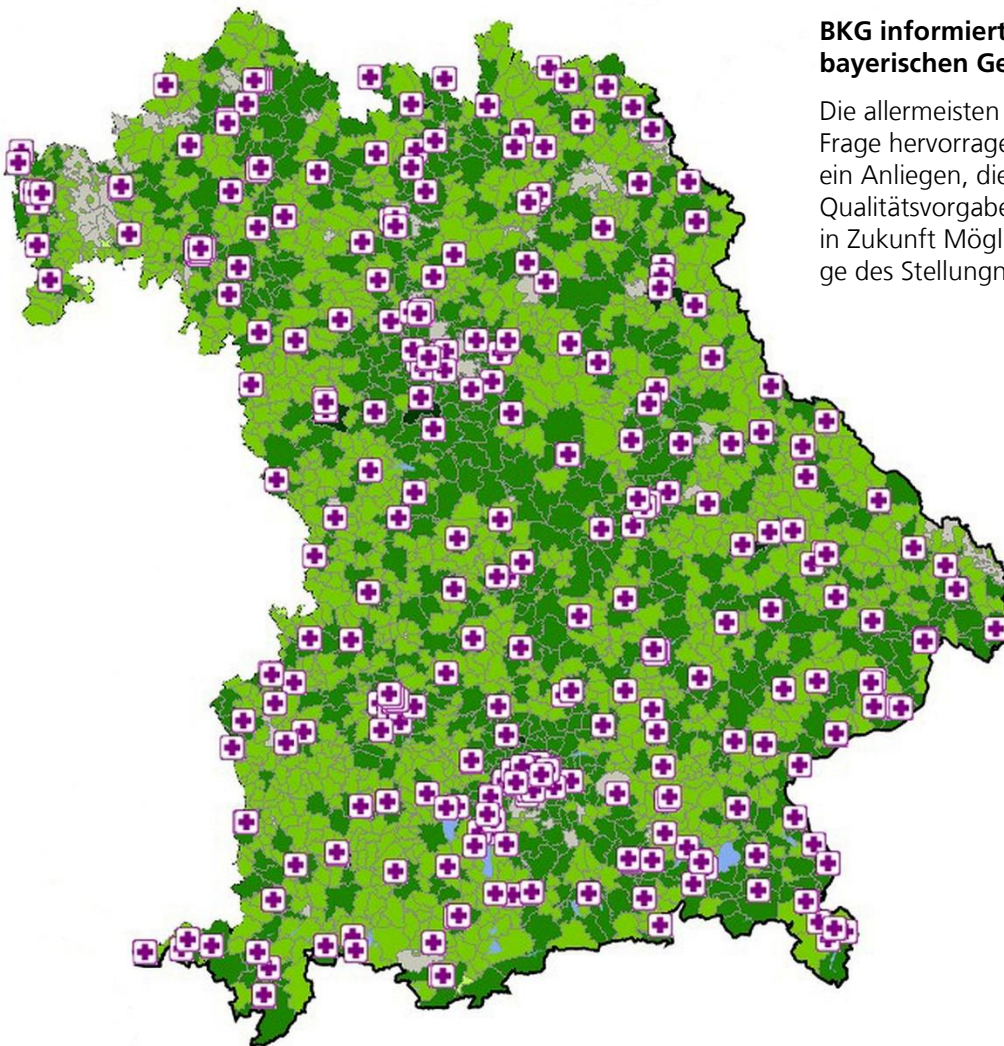 BKG informiert
bayerischen Ge
Die allermeisten
Frage hervorrage
ein Anliegen, die
Qualitätsvorgabe
in Zukunft Mögl
ge des Stellungn